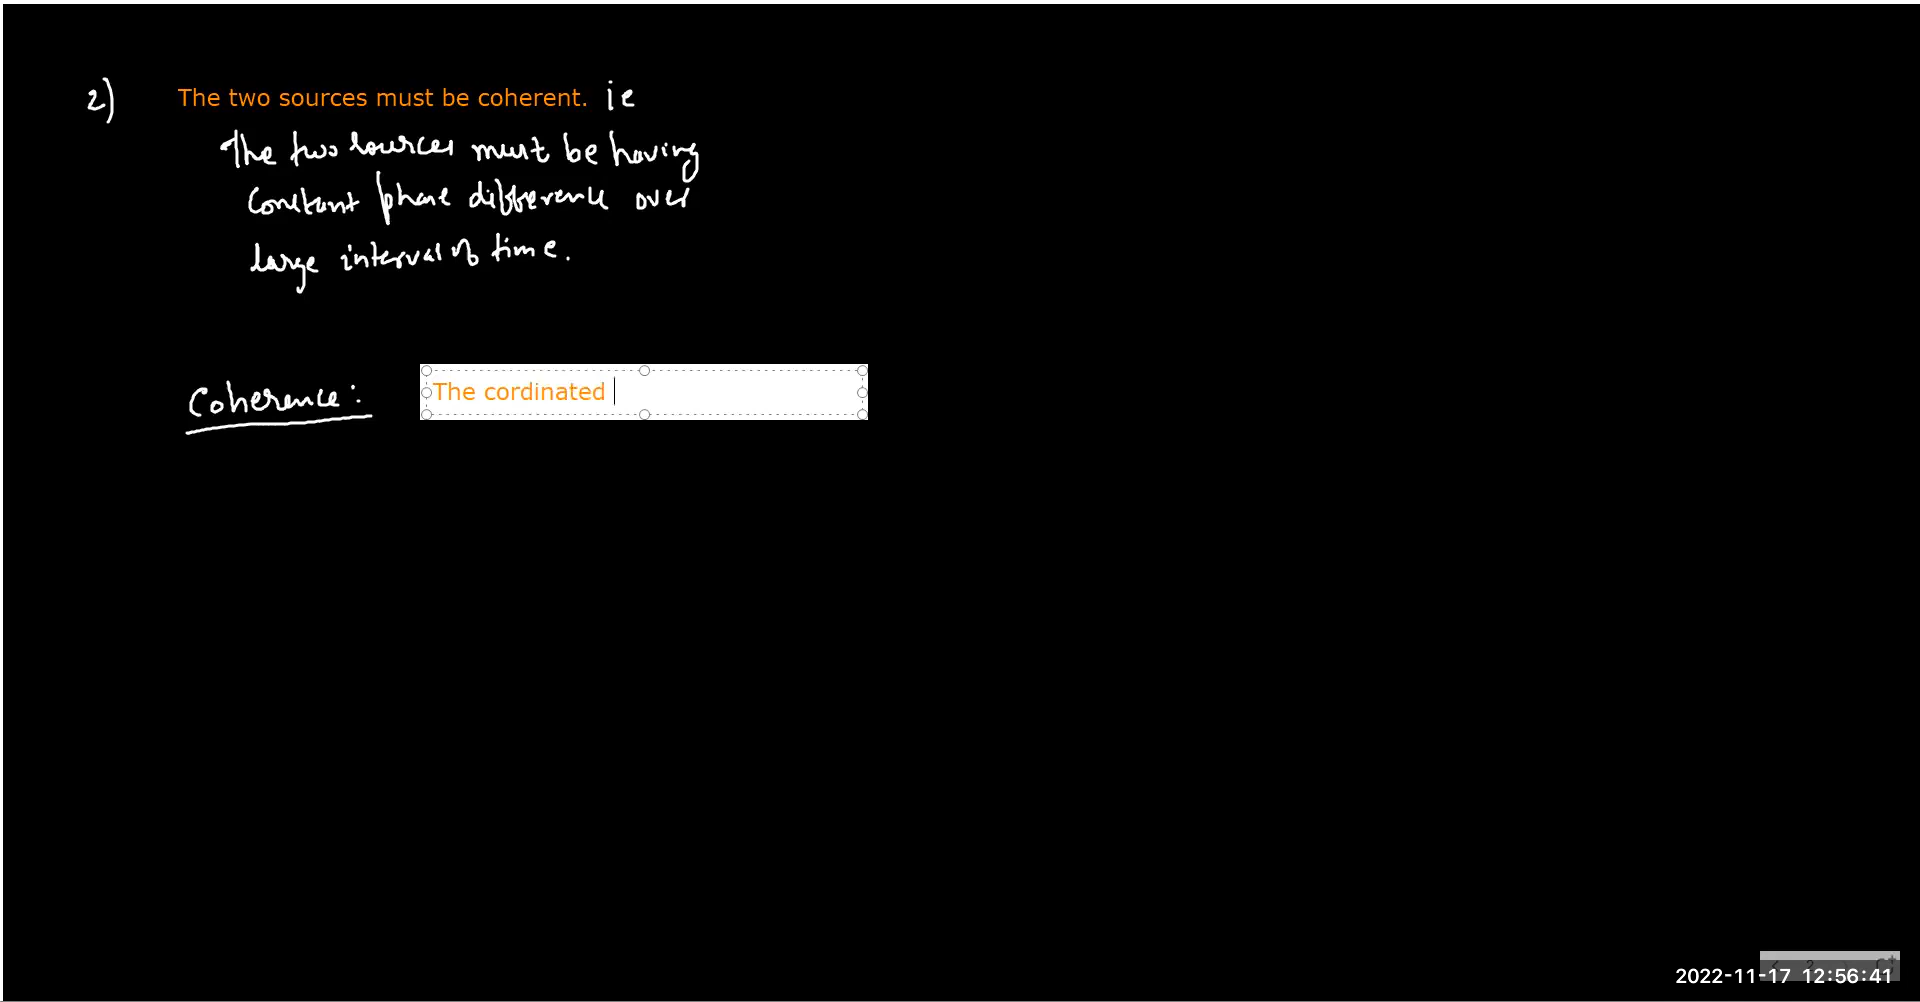 2) The two sources must be coherent. ie
The two sources must be having
constant phase difference over
large interval of time.
Coherence: The cordinated
2022-11-17 12:56:41